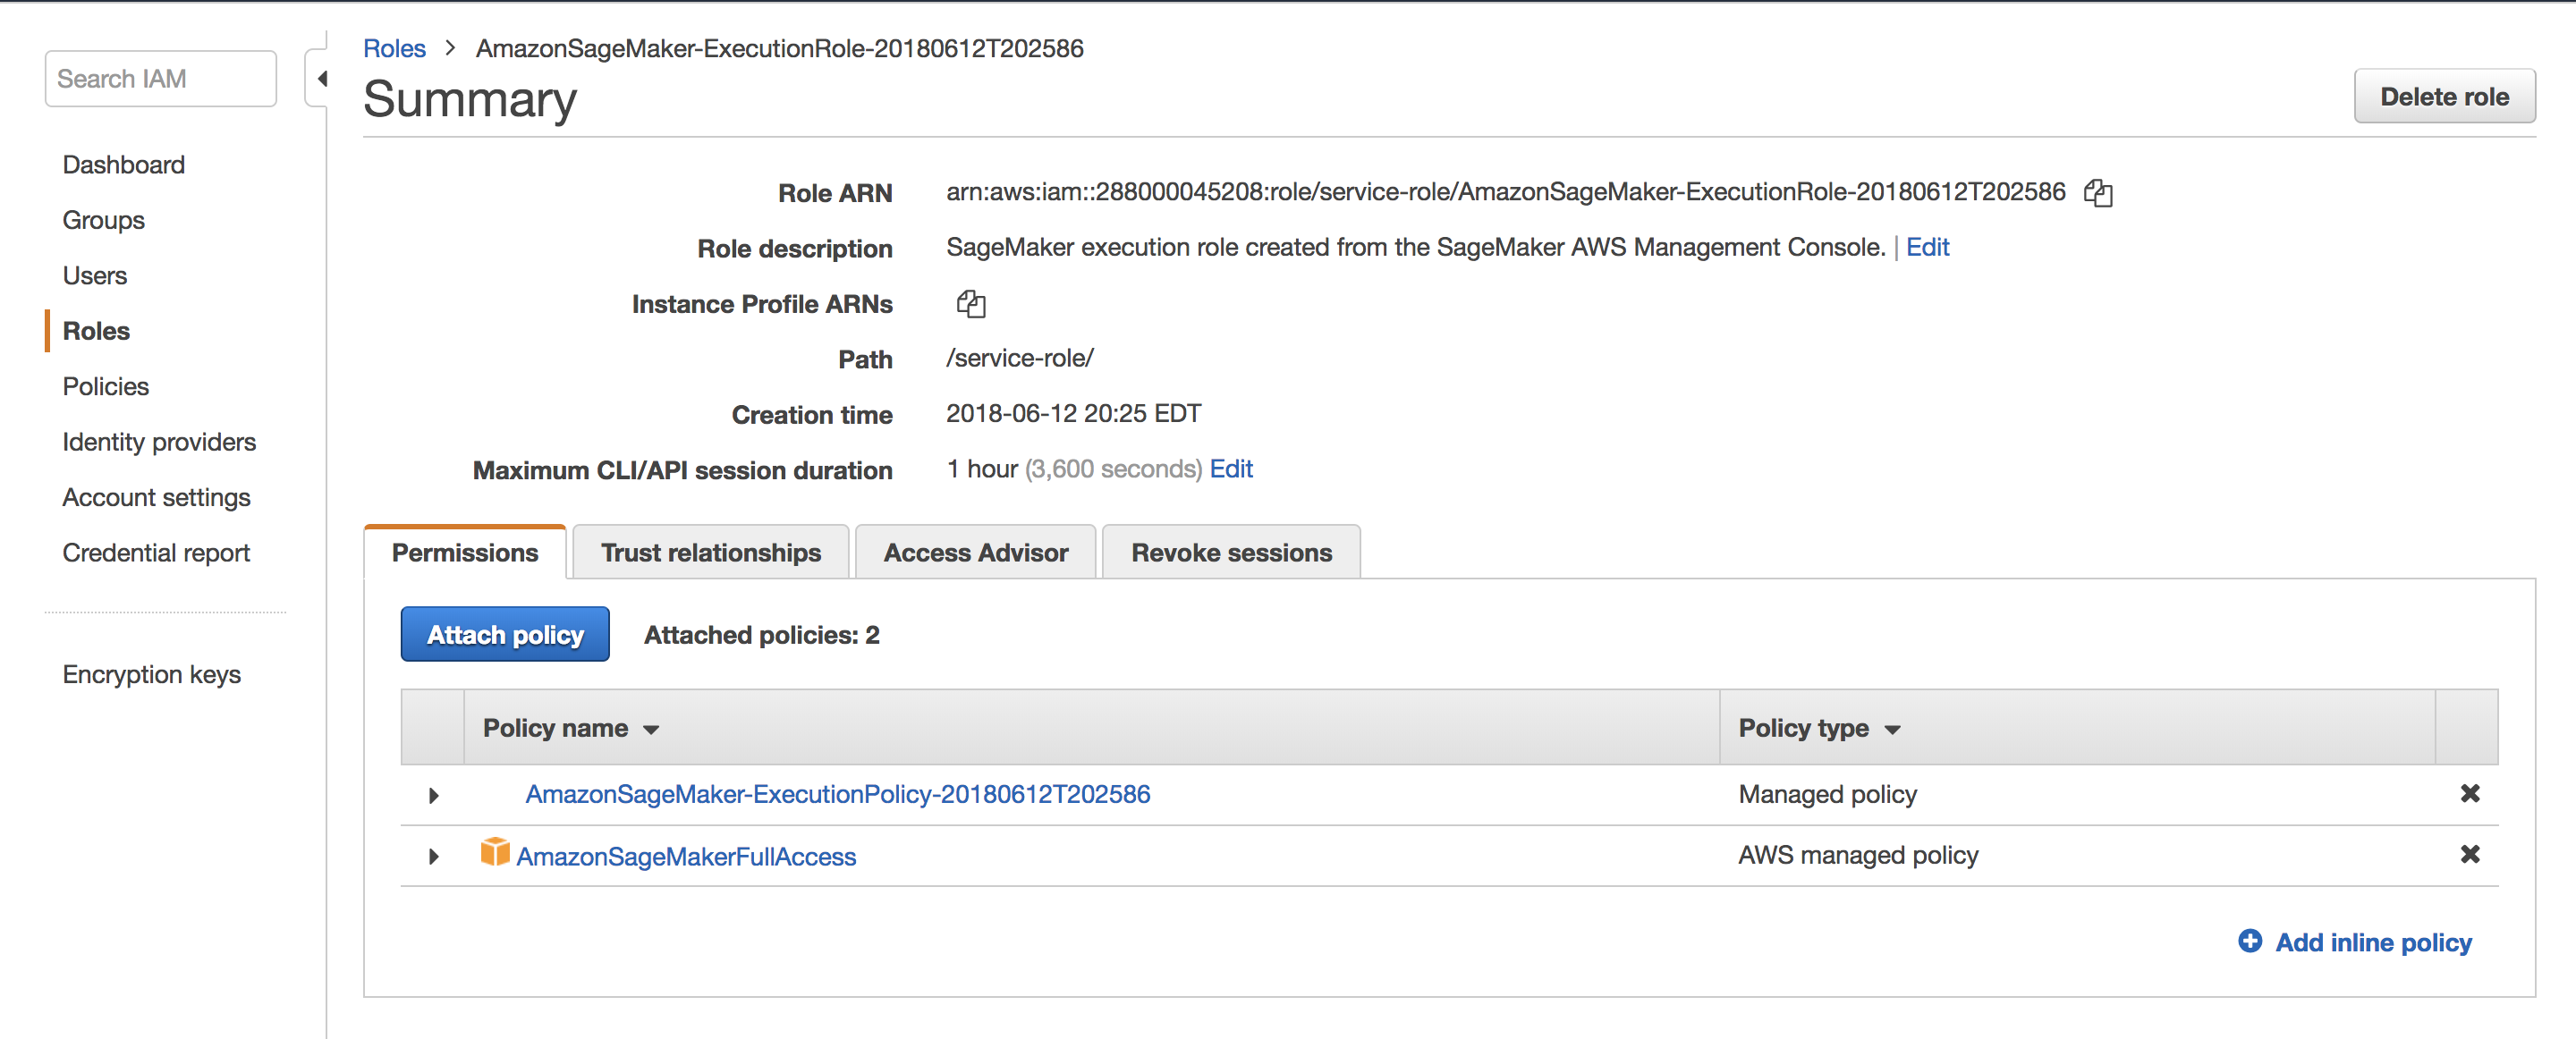 Search IAM
Dashboard
Groups
Users
Roles
Policies
Identity providers
Account settings
Credential report
Encryption keys
Roles > AmazonSageMaker-ExecutionRole-20180612T202586
Summary
Delete role
Role ARN arn:aws:iam::288000045208:role/service-role/AmazonSageMaker-ExecutionRole-20180612T202586
Role description SageMaker execution role created from the SageMaker AWS Management Console. | Edit
Instance Profile ARNs
Path /service-role/
Creation time 2018-06-12 20:25 EDT
Maximum CLI/API session duration 1 hour (3,600 seconds) Edit
Permissions Trust relationships Access Advisor Revoke sessions
Attach policy Attached policies: 2
Policy name Policy type
AmazonSageMaker-ExecutionPolicy-20180612T202586 Managed policy
AmazonSageMakerFullAccess AWS managed policy
Add inline policy